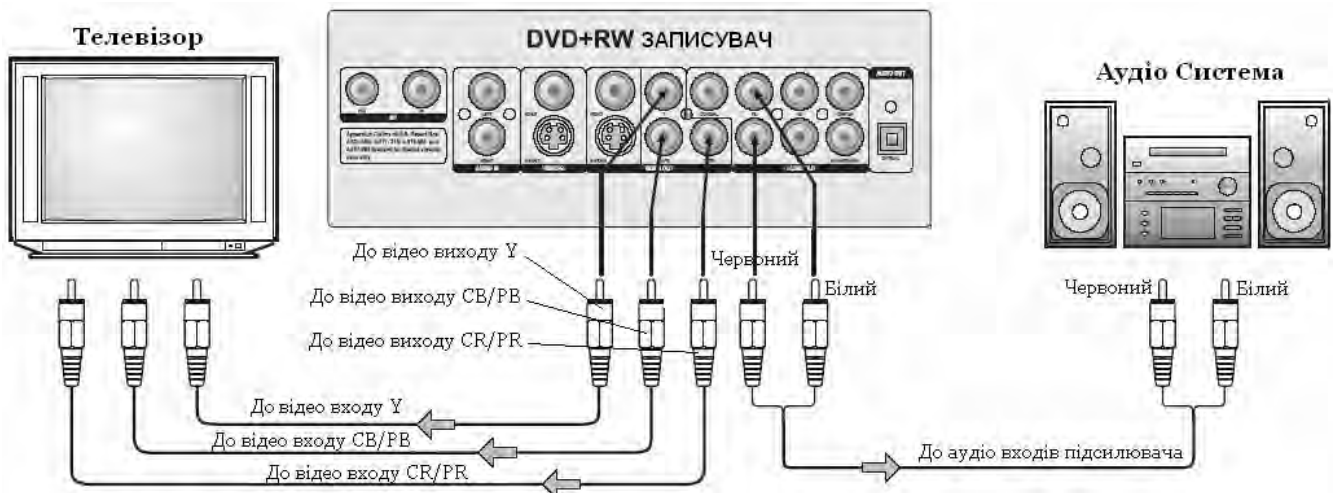 Телевізор
DVD+RW ЗАПИСУВАЧ
Аудіо Система
AUDIO OUT
До відео виходу Y
До відео виходу CB/PB
До відео виходу CR/PR
Червоний
Білий
Червоний
Білий
До відео входу Y
До відео входу CB/PB
До відео входу CR/PR
До аудіо входів підсилювача